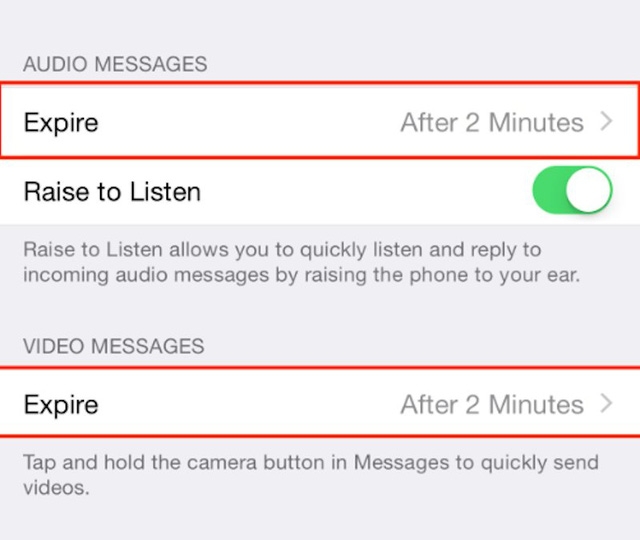 AUDIO MESSAGES
Expire After 2 Minutes
Raise to Listen
Raise to Listen allows you to quickly listen and reply to
incoming audio messages by raising the phone to your ear.
VIDEO MESSAGES
Expire After 2 Minutes
Tap and hold the camera button in Messages to quickly send
videos.